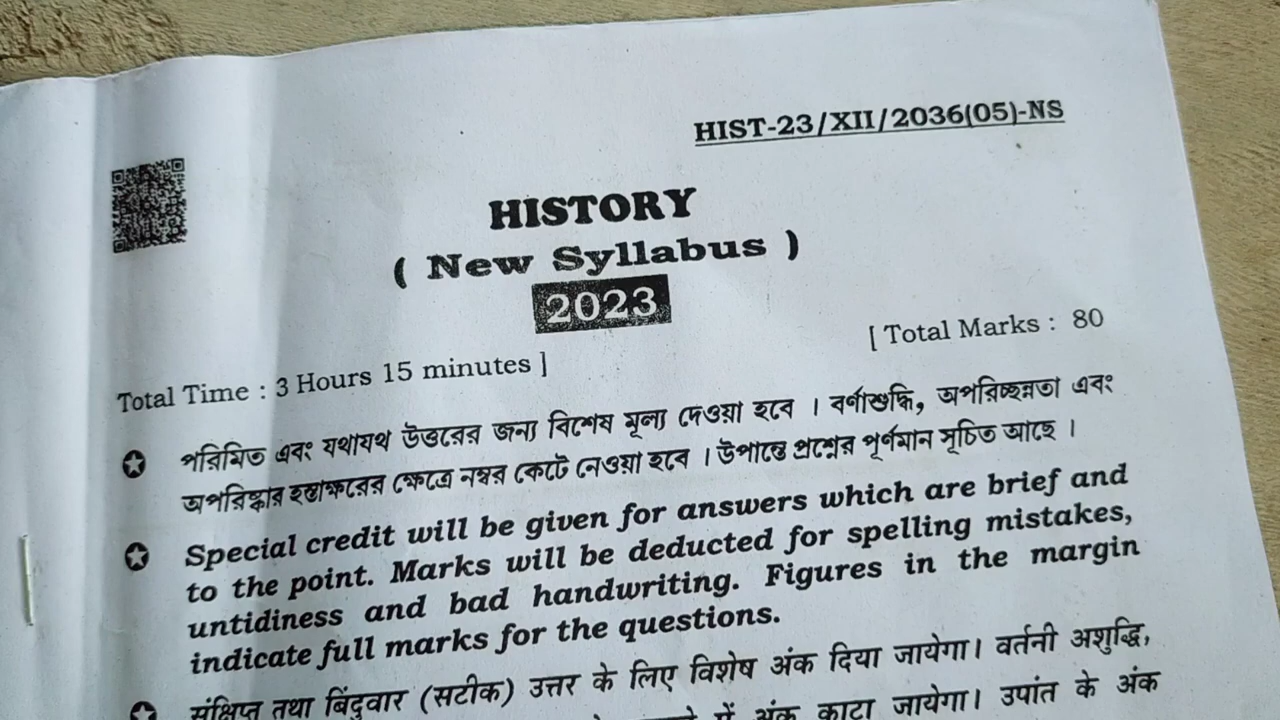 HIST-23/XII/2036(05)-NS
HISTORY
( New Syllabus )
2023
Total Time : 3 Hours 15 minutes ]
[ Total Marks : 80
পরিমিত এবং যথাযথ উত্তরের জন্য বিশেষ মূল্য দেওয়া হবে । বর্ণাশুদ্ধি, অপরিচ্ছন্নতা এবং
অপরিষ্কার হস্তাক্ষরের ক্ষেত্রে নম্বর কেটে নেওয়া হবে । উপান্তে প্রশ্নের পূর্ণমান সূচিত আছে ।
Special credit will be given for answers which are brief and
to the point. Marks will be deducted for spelling mistakes,
untidiness and bad handwriting. Figures in the margin
indicate full marks for the questions.
संक्षिप्त तथा बिंदुवार (सटीक) उत्तर के लिए विशेष अंक दिया जायेगा। वर्तनी अशुद्धि,
में अंक काटा जायेगा। उपांत के अंक